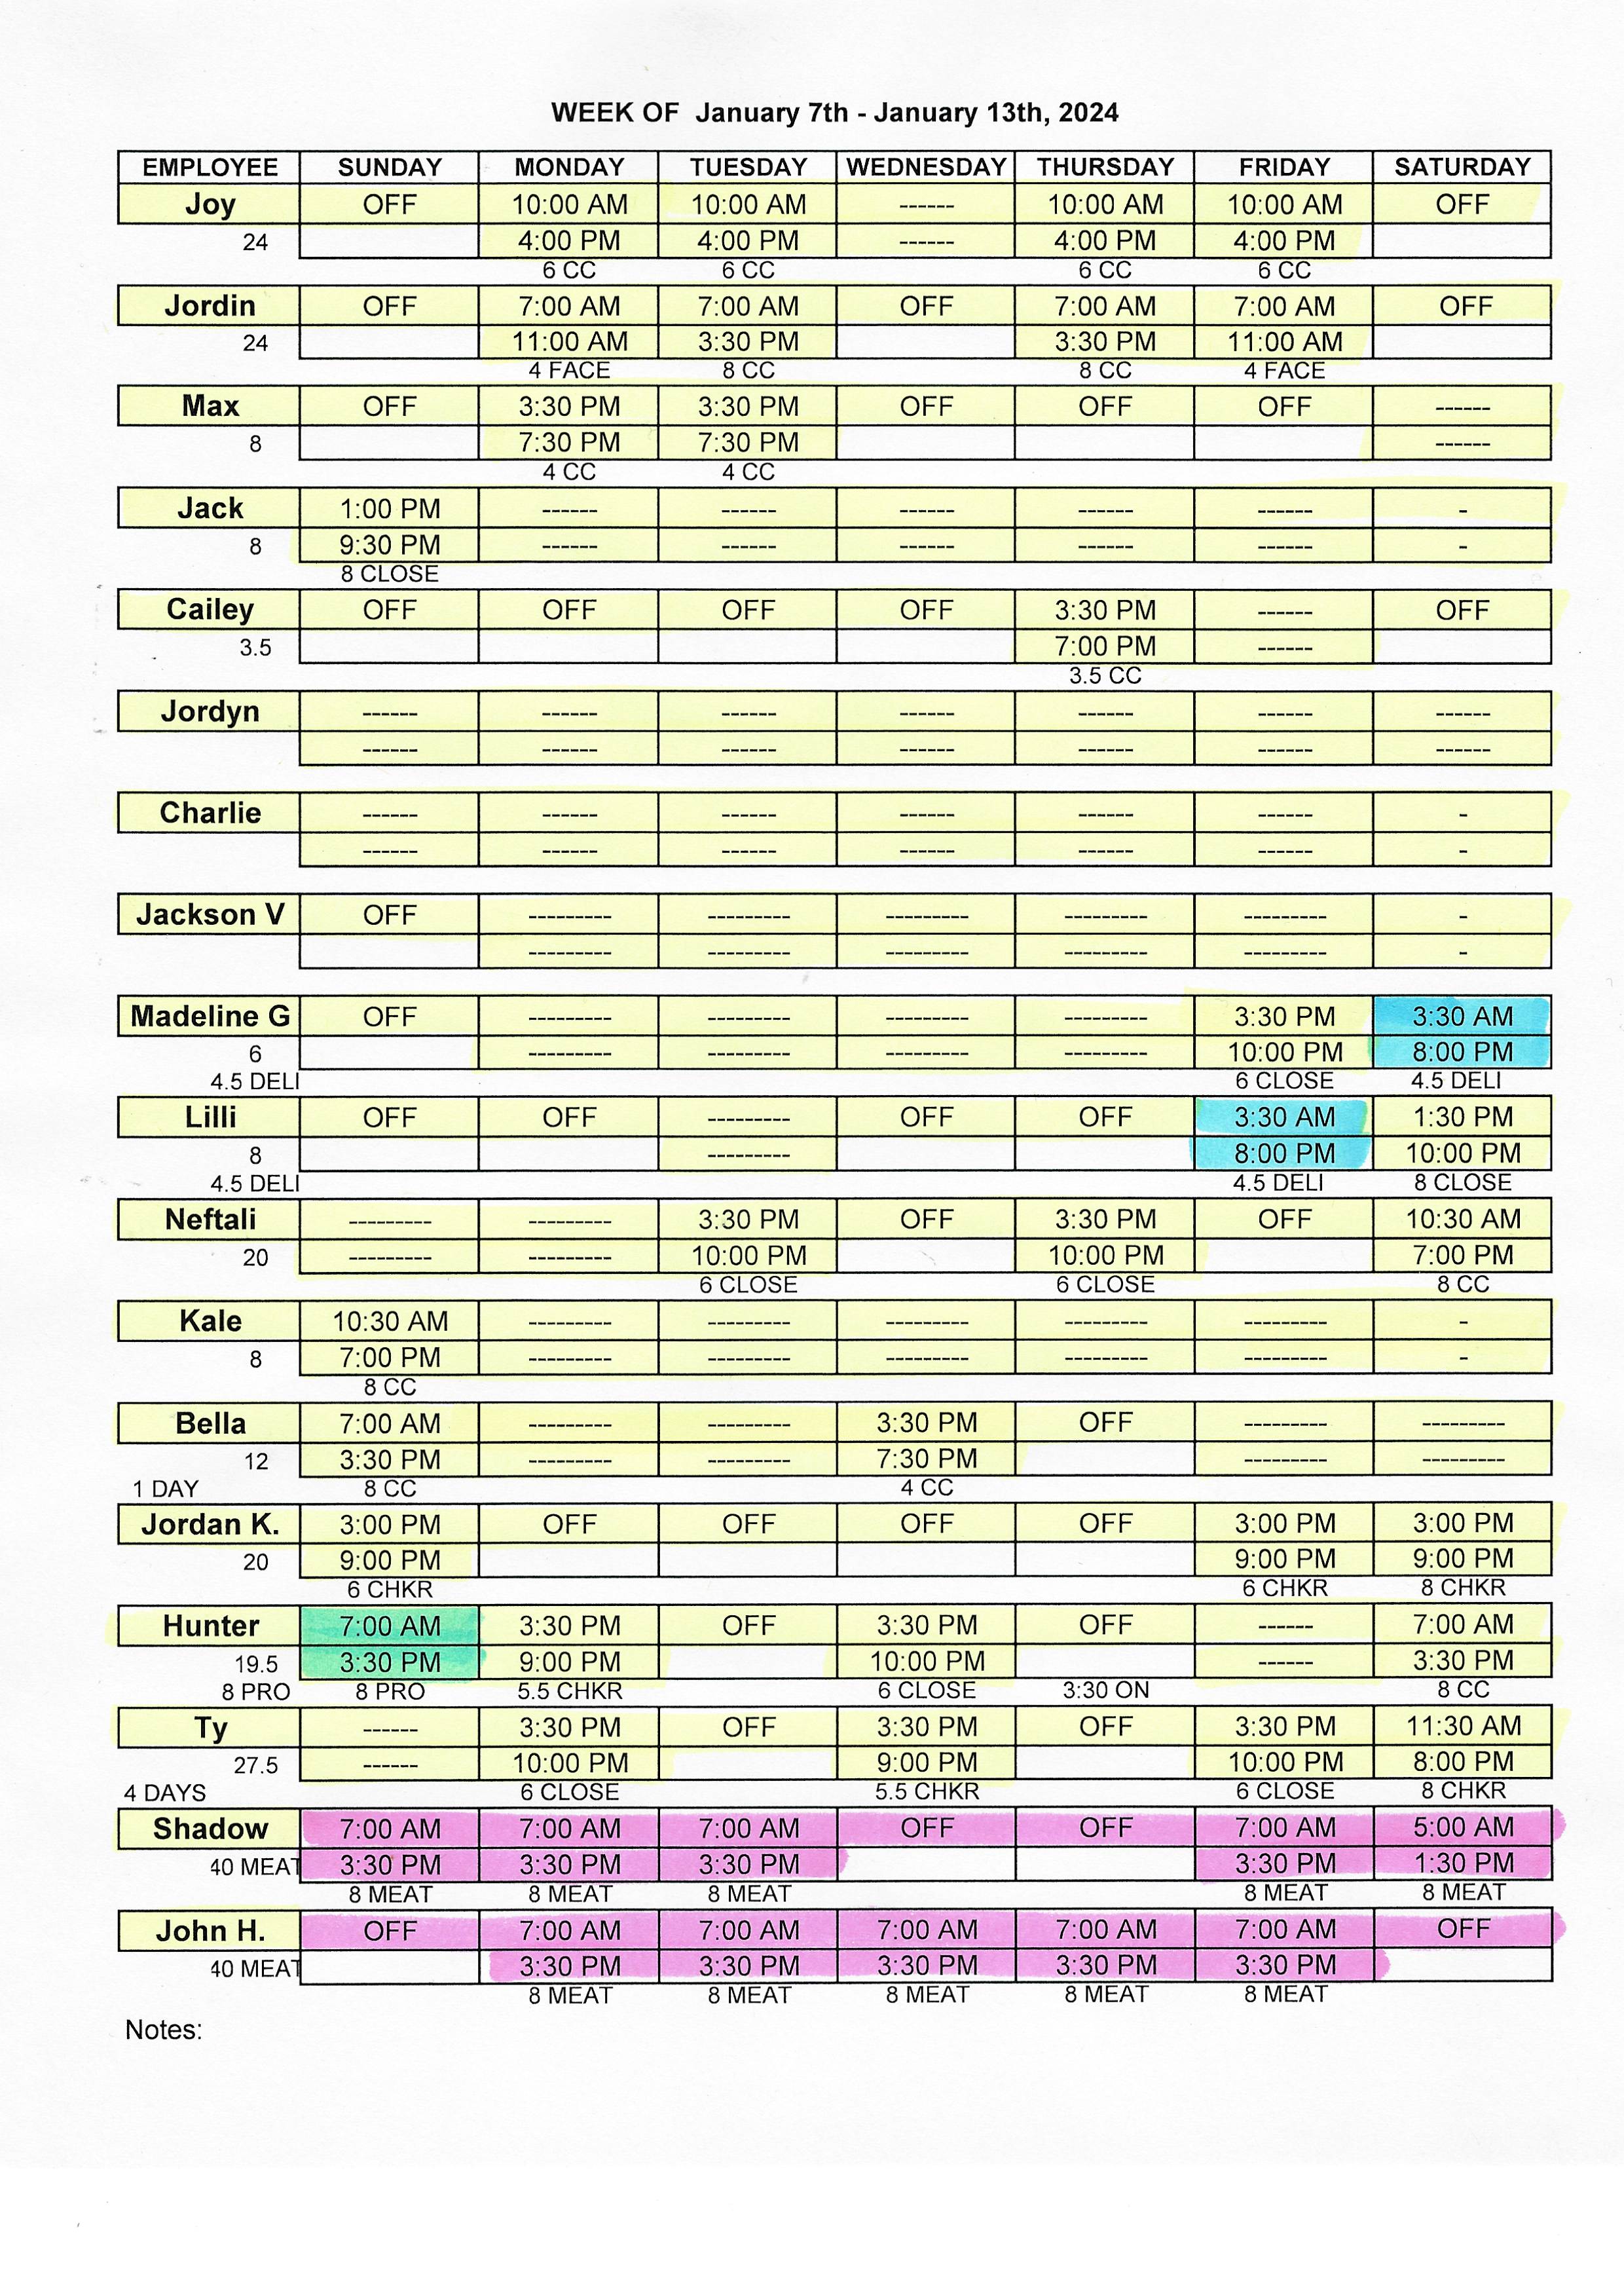 WEEK OF January 7th - January 13th, 2024
EMPLOYEE SUNDAY MONDAY TUESDAY WEDNESDAY THURSDAY FRIDAY SATURDAY
Joy OFF 10:00 AM 10:00 AM ------ 10:00 AM 10:00 AM OFF
24 4:00 PM 4:00 PM ------ 4:00 PM 4:00 PM
6 CC 6 CC 6 CC 6 CC
Jordin OFF 7:00 AM 7:00 AM OFF 7:00 AM 7:00 AM OFF
24 11:00 AM 3:30 PM 3:30 PM 11:00 AM
4 FACE 8 CC 8 CC 4 FACE
Max OFF 3:30 PM 3:30 PM OFF OFF OFF ------
8 7:30 PM 7:30 PM ------
4 CC 4 CC
Jack 1:00 PM ------ ------ ------ ------ ------ -
8 9:30 PM ------ ------ ------ ------ ------ -
8 CLOSE
Cailey OFF OFF OFF OFF 3:30 PM ------ OFF
3.5 7:00 PM ------
3.5 CC
Jordyn ------ ------ ------ ------ ------ ------ ------
------ ------ ------ ------ ------ ------ ------
Charlie ------ ------ ------ ------ ------ ------ -
------ ------ ------ ------ ------ ------ -
Jackson V OFF --------- --------- --------- --------- --------- -
--------- --------- --------- --------- --------- -
Madeline G OFF --------- --------- --------- --------- 3:30 PM 3:30 AM
6 --------- --------- --------- --------- 10:00 PM 8:00 PM
4.5 DELI 6 CLOSE 4.5 DELI
Lilli OFF OFF --------- OFF OFF 3:30 AM 1:30 PM
8 --------- 8:00 PM 10:00 PM
4.5 DELI 4.5 DELI 8 CLOSE
Neftali --------- --------- 3:30 PM OFF 3:30 PM OFF 10:30 AM
20 --------- --------- 10:00 PM 10:00 PM 7:00 PM
6 CLOSE 6 CLOSE 8 CC
Kale 10:30 AM --------- --------- --------- --------- --------- -
8 7:00 PM --------- --------- --------- --------- --------- -
8 CC
Bella 7:00 AM --------- --------- 3:30 PM OFF --------- ---------
12 3:30 PM --------- --------- 7:30 PM --------- ---------
1 DAY 8 CC 4 CC
Jordan K. 3:00 PM OFF OFF OFF OFF 3:00 PM 3:00 PM
20 9:00 PM 9:00 PM 9:00 PM
6 CHKR 6 CHKR 8 CHKR
Hunter 7:00 AM 3:30 PM OFF 3:30 PM OFF ------ 7:00 AM
19.5 3:30 PM 9:00 PM 10:00 PM ------ 3:30 PM
8 PRO 8 PRO 5.5 CHKR 6 CLOSE 3:30 ON 8 CC
Ty ------ 3:30 PM OFF 3:30 PM OFF 3:30 PM 11:30 AM
27.5 ------ 10:00 PM 9:00 PM 10:00 PM 8:00 PM
4 DAYS 6 CLOSE 5.5 CHKR 6 CLOSE 8 CHKR
Shadow 7:00 AM 7:00 AM 7:00 AM OFF OFF 7:00 AM 5:00 AM
40 MEAT 3:30 PM 3:30 PM 3:30 PM 3:30 PM 1:30 PM
8 MEAT 8 MEAT 8 MEAT 8 MEAT 8 MEAT
John H. OFF 7:00 AM 7:00 AM 7:00 AM 7:00 AM 7:00 AM OFF
40 MEAT 3:30 PM 3:30 PM 3:30 PM 3:30 PM 3:30 PM
8 MEAT 8 MEAT 8 MEAT 8 MEAT 8 MEAT
Notes: